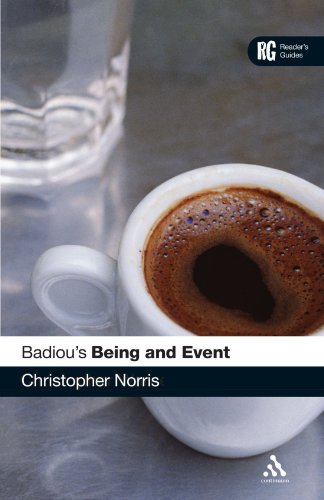 RG
Reader's
Guides
Badiou's Being and Event
Christopher Norris
continuum